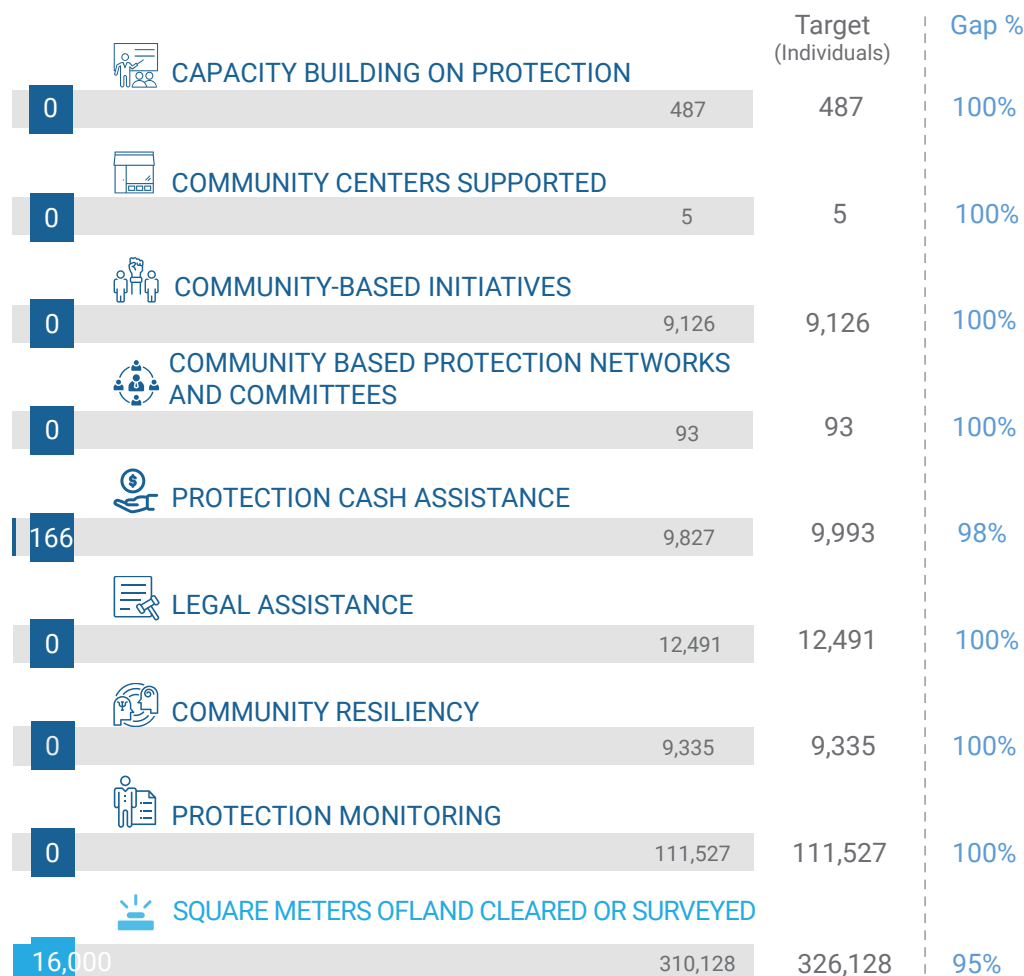 Target
(Individuals)
Gap %
CAPACITY BUILDING ON PROTECTION
0 487 487 100%
COMMUNITY CENTERS SUPPORTED
0 5 5 100%
COMMUNITY-BASED INITIATIVES
0 9,126 9,126 100%
COMMUNITY BASED PROTECTION NETWORKS
AND COMMITTEES
0 93 93 100%
PROTECTION CASH ASSISTANCE
166 9,827 9,993 98%
LEGAL ASSISTANCE
0 12,491 12,491 100%
COMMUNITY RESILIENCY
0 9,335 9,335 100%
PROTECTION MONITORING
0 111,527 111,527 100%
SQUARE METERS OFLAND CLEARED OR SURVEYED
16,000 310,128 326,128 95%